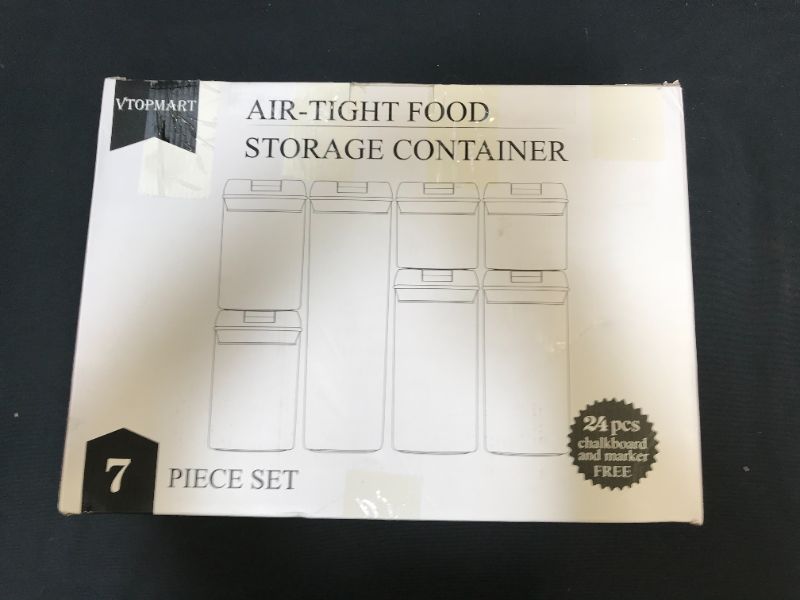 VTOPMART
AIR-TIGHT FOOD
STORAGE CONTAINER
24 pcs
chalkboard
and marker
FREE
7
PIECE SET